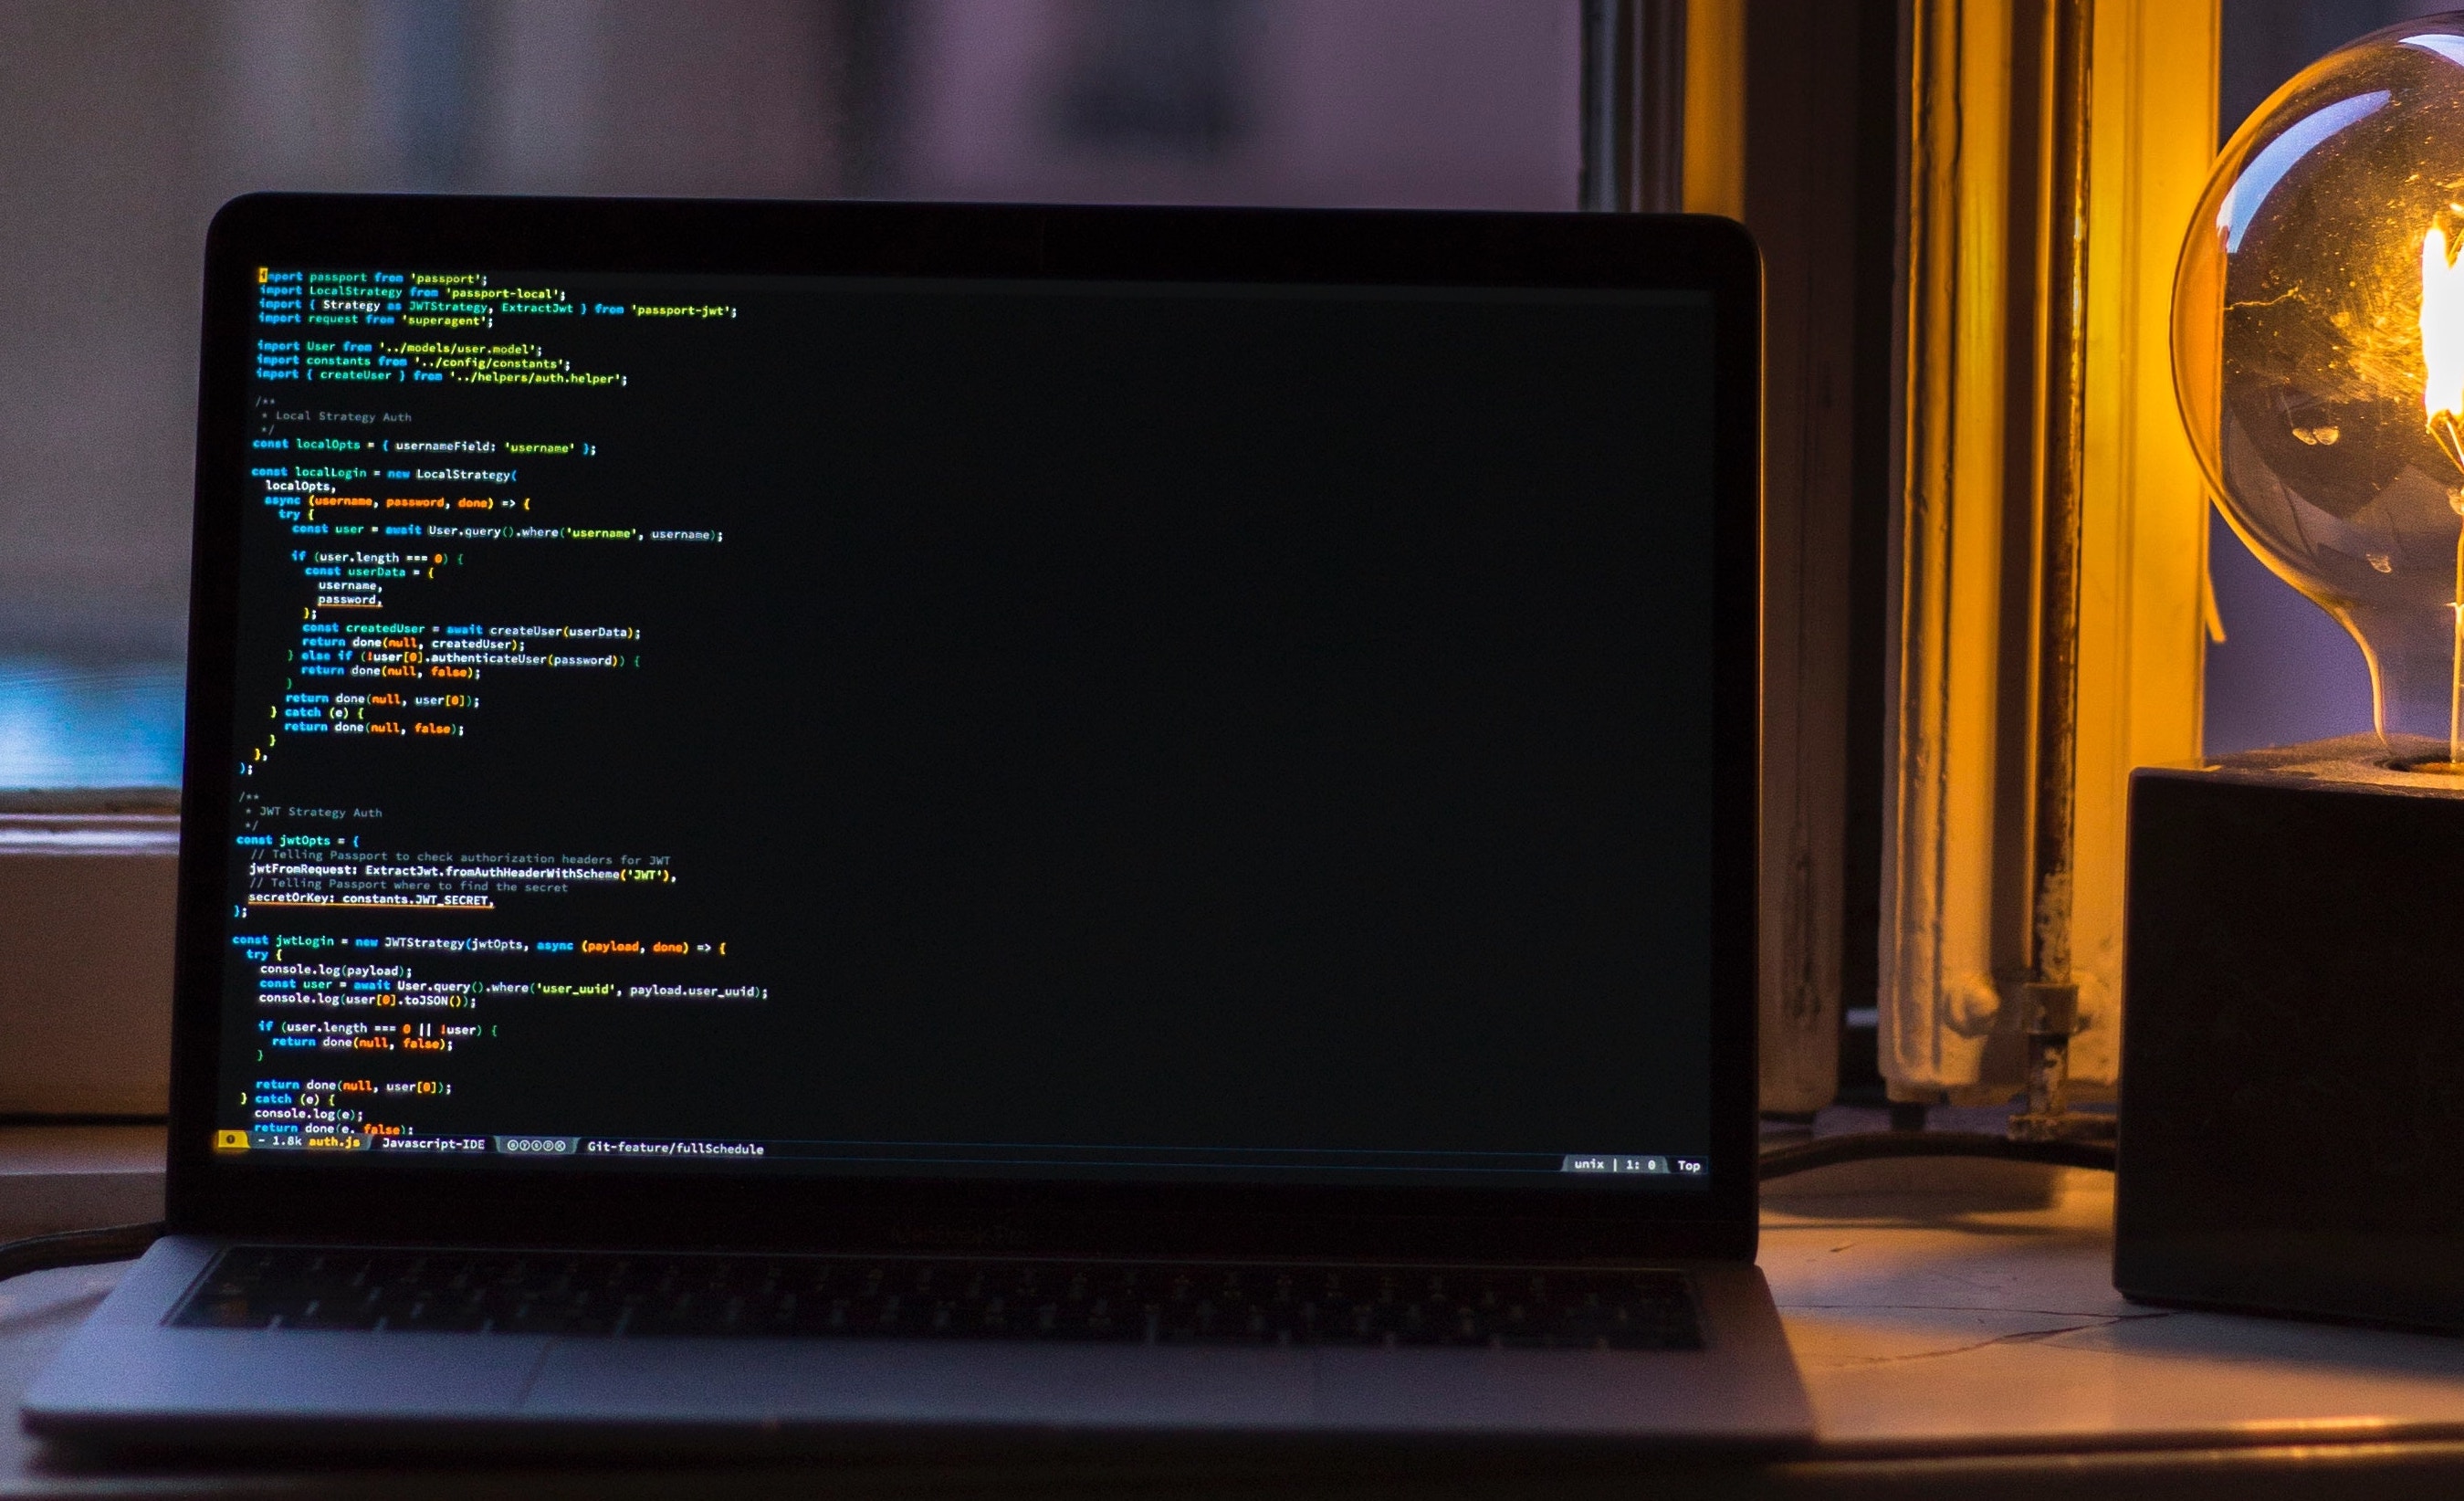 import passport from 'passport';
import LocalStrategy from 'passport-local';
import { Strategy as JWTStrategy, ExtractJwt } from 'passport-jwt';
import request from 'superagent';
import User from '../models/user.model';
import constants from '../config/constants';
import { createUser } from '../helpers/auth.helper';
/**
* Local Strategy Auth
*/
const localOpts = { usernameField: 'username' };
const localLogin = new LocalStrategy(
localOpts,
async (username, password, done) => {
try {
const user = await User.query().where('username', username);
if (user.length === 0) {
const userData = {
username,
password,
};
const createdUser = await createUser(userData);
return done(null, createdUser);
} else if (!user[0].authenticateUser(password)) {
return done(null, false);
}
return done(null, user[0]);
} catch (e) {
return done(null, false);
}
},
);
/**
* JWT Strategy Auth
*/
const jwtOpts = {
// Telling Passport to check authorization headers for JWT
jwtFromRequest: ExtractJwt.fromAuthHeaderWithScheme('JWT'),
// Telling Passport where to find the secret
secretOrKey: constants.JWT_SECRET,
};
const jwtLogin = new JWTStrategy(jwtOpts, async (payload, done) => {
try {
console.log(payload);
const user = await User.query().where('user_uuid', payload.user_uuid);
console.log(user[0].toJSON());
if (user.length === 0 || !user) {
return done(null, false);
}
return done(null, user[0]);
} catch (e) {
console.log(e);
return done(e, false);
- 1.8k auth.js Javascript-IDE Git-feature/fullSchedule unix | 1: 0 Top